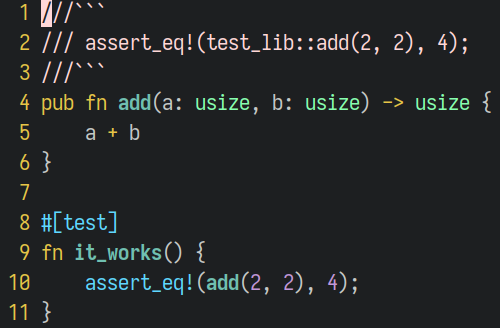 1 ///```
2 /// assert_eq!(test_lib::add(2, 2), 4);
3 ///```
4 pub fn add(a: usize, b: usize) -> usize {
5     a + b
6 }
7
8 #[test]
9 fn it_works() {
10     assert_eq!(add(2, 2), 4);
11 }